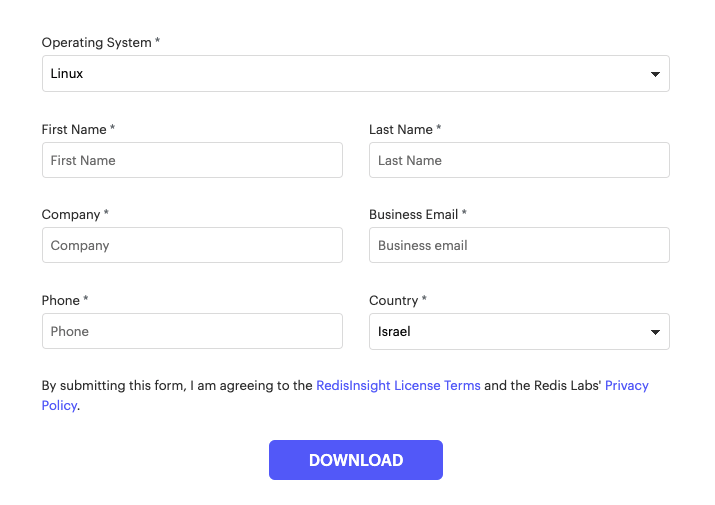 Operating System *
Linux
First Name *
Last Name *
First Name
Last Name
Company *
Business Email *
Company
Business email
Phone *
Country *
Phone
Israel
By submitting this form, I am agreeing to the RedisInsight License Terms and the Redis Labs' Privacy
Policy.
DOWNLOAD